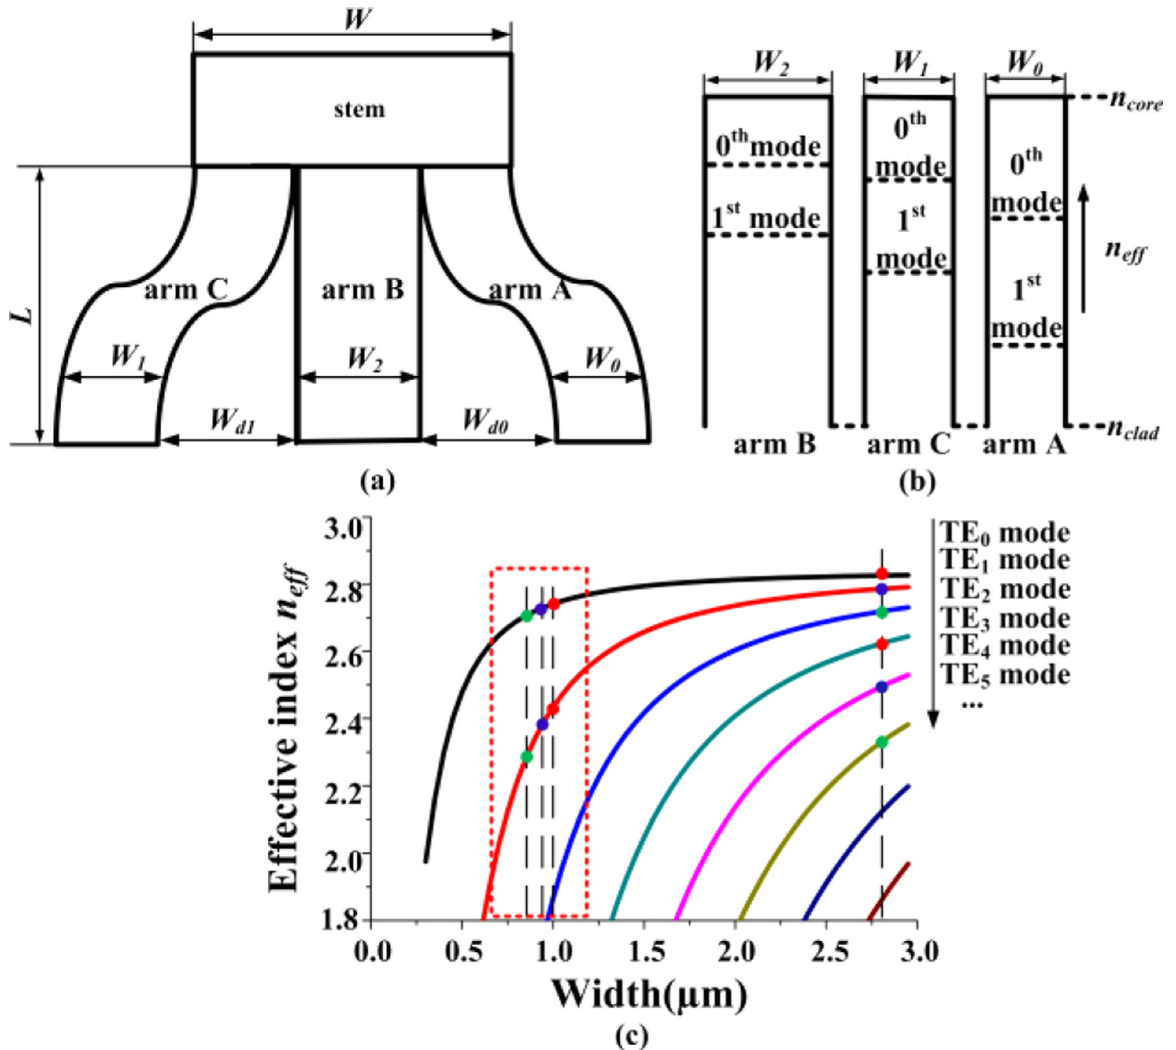 W
stem
arm C
arm B
arm A
L
W1
W2
W0
Wd1
Wd0
(a)
W2
W1
W0
ncore
0th mode
1st mode
0th
mode
1st
mode
0th
mode
1st
mode
neff
nclad
arm B
arm C
arm A
(b)
Effective index neff
3.0
2.8
2.6
2.4
2.2
2.0
1.8
0.0
0.5
1.0
1.5
2.0
2.5
3.0
Width(μm)
TE0 mode
TE1 mode
TE2 mode
TE3 mode
TE4 mode
TE5 mode
...
(c)